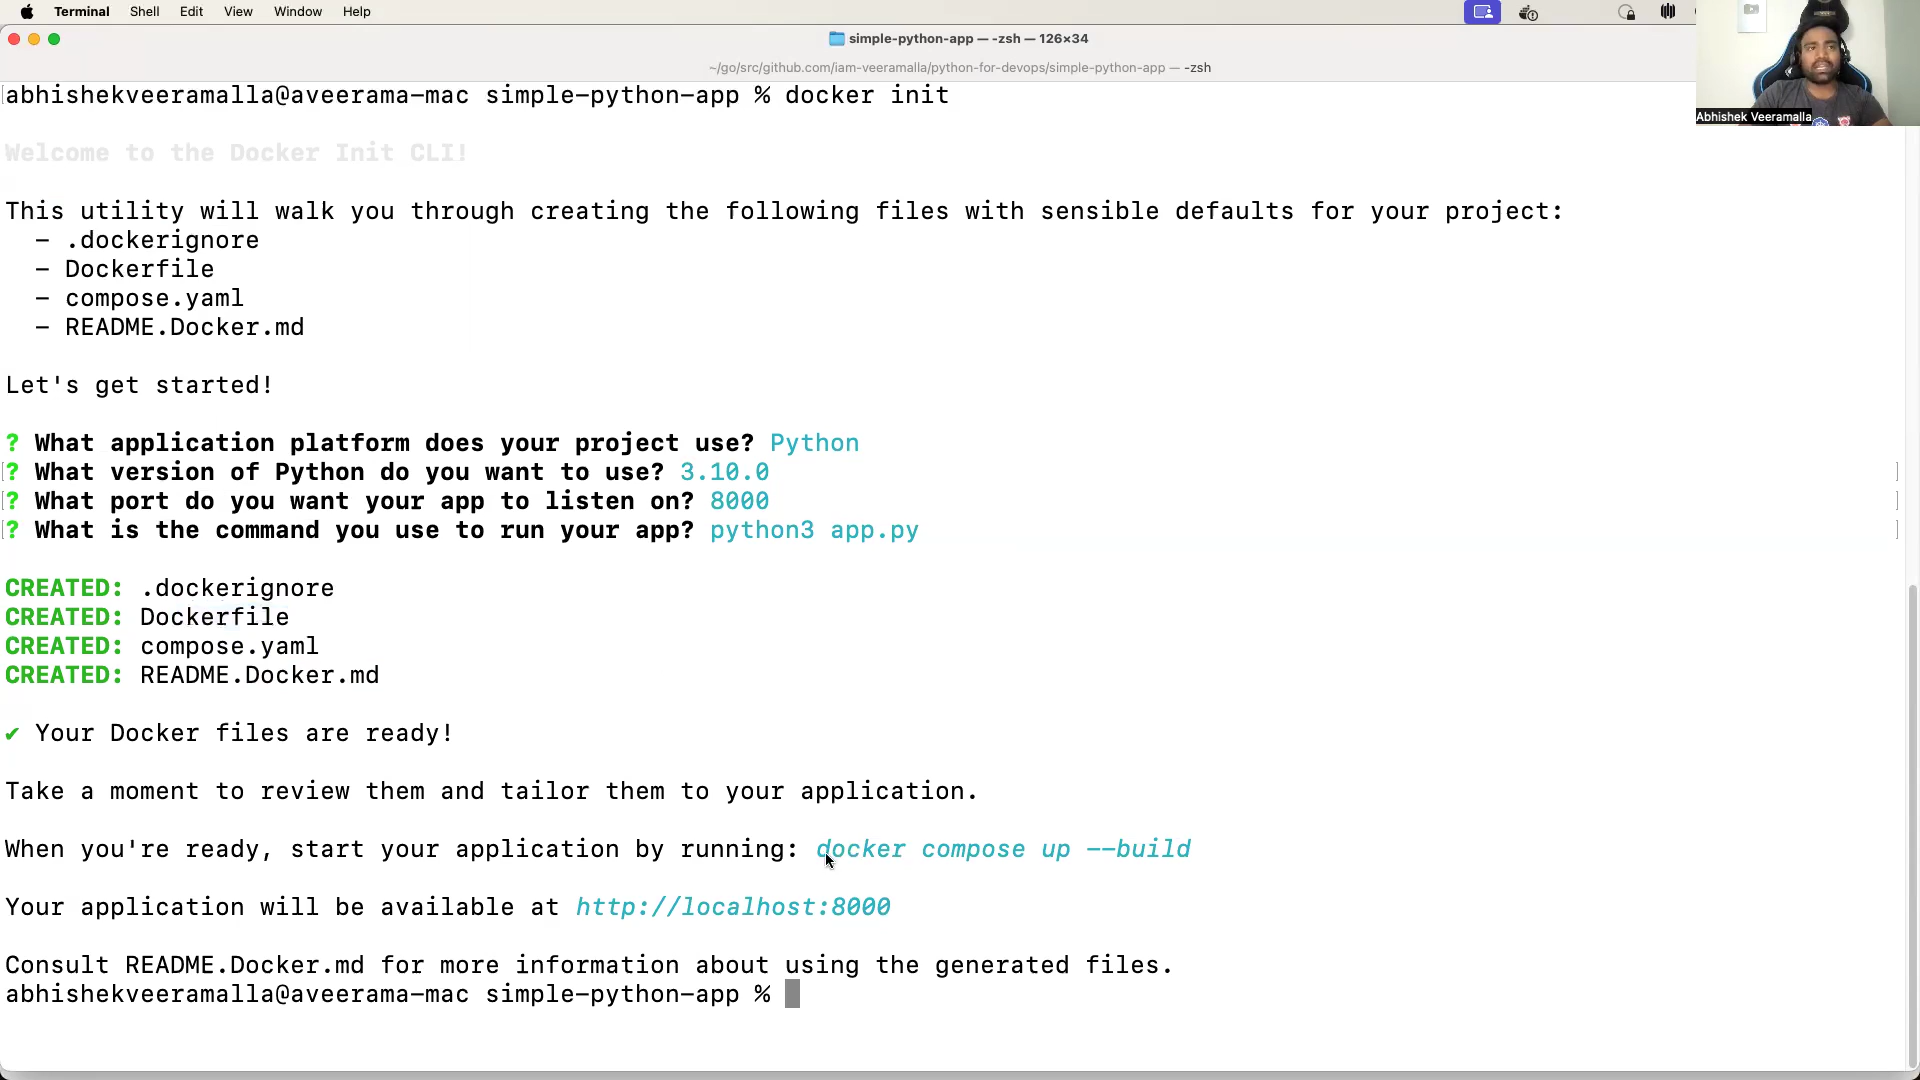 Terminal Shell Edit View Window Help
simple-python-app — -zsh — 126×34
~/go/src/github.com/iam-veeramalla/python-for-devops/simple-python-app — -zsh
Abhishek Veeramalla
abhishekveeramalla@aveerama-mac simple-python-app % docker init
Welcome to the Docker Init CLI!
This utility will walk you through creating the following files with sensible defaults for your project:
- .dockerignore
- Dockerfile
- compose.yaml
- README.Docker.md
Let's get started!
? What application platform does your project use? Python
? What version of Python do you want to use? 3.10.0
? What port do you want your app to listen on? 8000
? What is the command you use to run your app? python3 app.py
CREATED: .dockerignore
CREATED: Dockerfile
CREATED: compose.yaml
CREATED: README.Docker.md
✔ Your Docker files are ready!
Take a moment to review them and tailor them to your application.
When you're ready, start your application by running: docker compose up --build
Your application will be available at http://localhost:8000
Consult README.Docker.md for more information about using the generated files.
abhishekveeramalla@aveerama-mac simple-python-app %